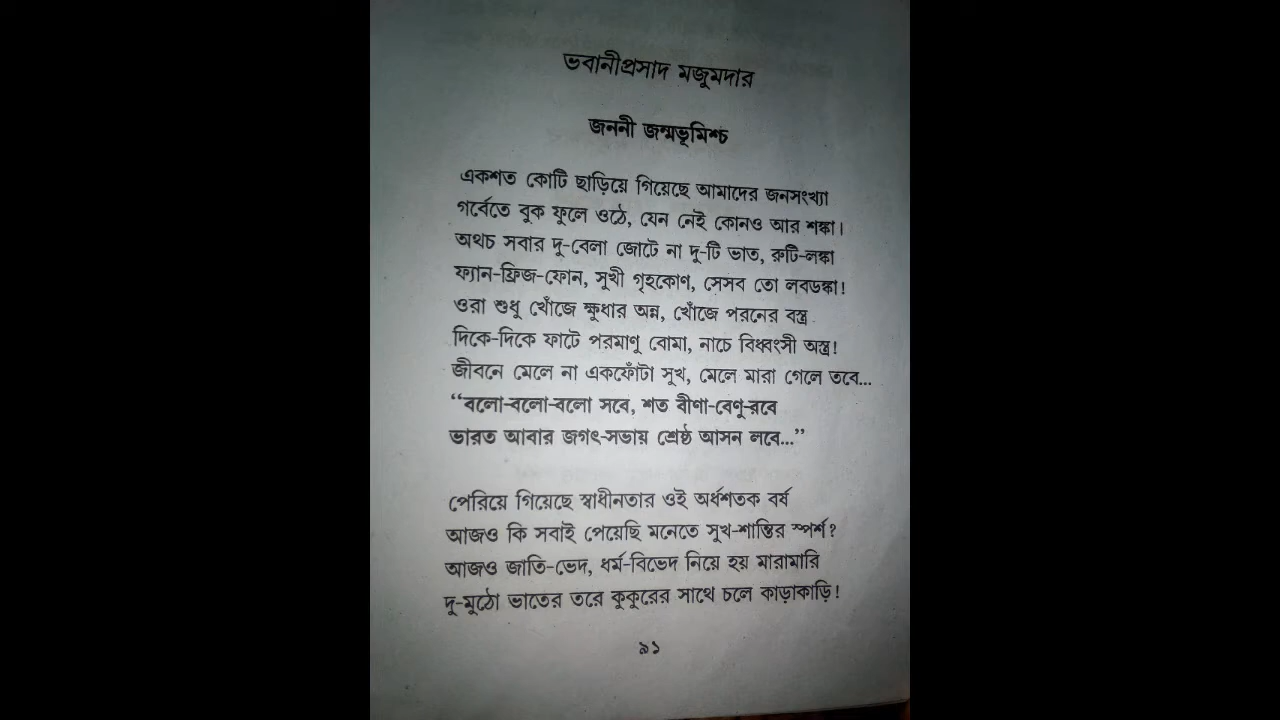 ভবানীপ্রসাদ মজুমদার
জননী জন্মভূমিশ্চ
একশত কোটি ছাড়িয়ে গিয়েছে আমাদের জনসংখ্যা
গর্বেতে বুক ফুলে ওঠে, যেন নেই কোনও আর শঙ্কা।
অথচ সবার দু-বেলা জোটে না দু-টি ভাত, রুটি-লঙ্কা
ফ্যান-ফ্রিজ-ফোন, সুখী গৃহকোণ, সেসব তো লবডঙ্কা!
ওরা শুধু খোঁজে ক্ষুধার অন্ন, খোঁজে পরনের বস্ত্র
দিকে-দিকে ফাটে পরমাণু বোমা, নাচে বিধ্বংসী অস্ত্র!
জীবনে মেলে না একফোঁটা সুখ, মেলে মারা গেলে তবে...
“বলো-বলো-বলো সবে, শত বীণা-বেণু-রবে
ভারত আবার জগৎ-সভায় শ্রেষ্ঠ আসন লবে...”
পেরিয়ে গিয়েছে স্বাধীনতার ওই অর্ধশতক বর্ষ
আজও কি সবাই পেয়েছি মনেতে সুখ-শান্তির স্পর্শ?
আজও জাতি-ভেদ, ধর্ম-বিভেদ নিয়ে হয় মারামারি
দু-মুঠো ভাতের তরে কুকুরের সাথে চলে কাড়াকাড়ি!
৯১